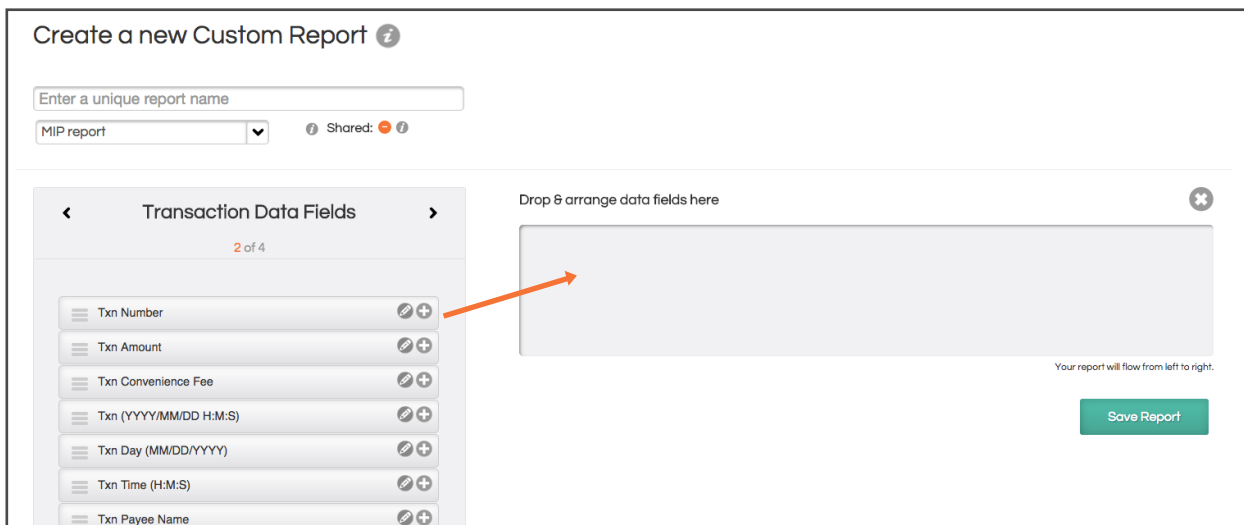 Create a new Custom Report
Enter a unique report name
MIP report
Shared:
Transaction Data Fields
2 of 4
Txn Number
Txn Amount
Txn Convenience Fee
Txn (YYYY/MM/DD H:M:S)
Txn Day (MM/DD/YYYY)
Txn Time (H:M:S)
Txn Payee Name
Drop & arrange data fields here
Your report will flow from left to right.
Save Report